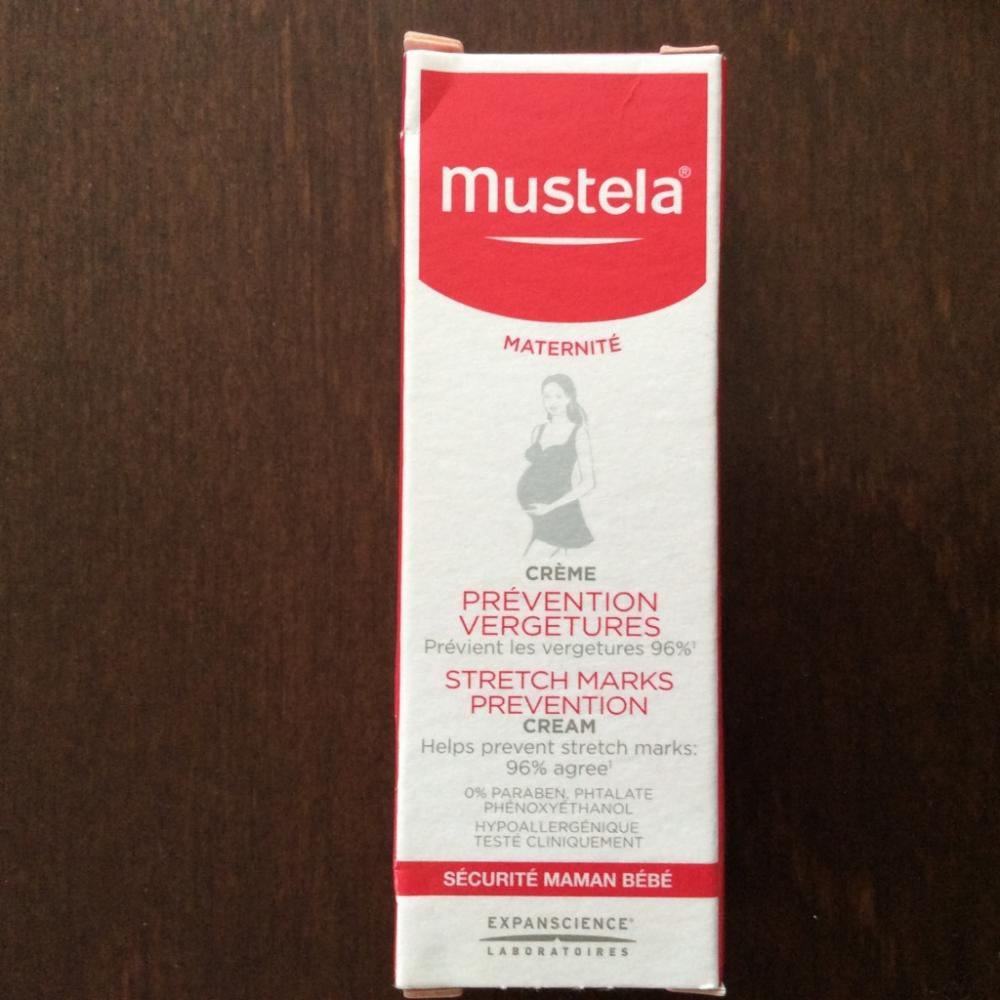 mustela®
MATERNITÉ
CRÈME
PRÉVENTION
VERGETURES
Prévient les vergetures 96%¹
STRETCH MARKS
PREVENTION
CREAM
Helps prevent stretch marks:
96% agree¹
0% PARABEN, PHTALATE
PHÉNOXYÉTHANOL
HYPOALLERGÉNIQUE
TESTÉ CLINIQUEMENT
SÉCURITÉ MAMAN BÉBÉ
EXPANSCIENCE®
LABORATOIRES